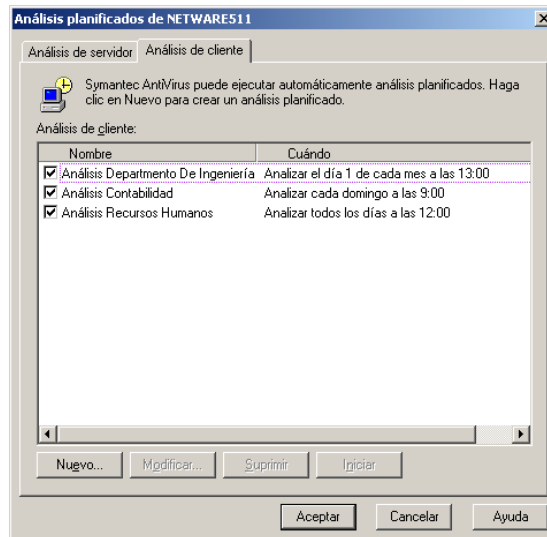 Análisis planificados de NETWARE511
Análisis de servidor Análisis de cliente
Symantec AntiVirus puede ejecutar automáticamente análisis planificados. Haga
clic en Nuevo para crear un análisis planificado.
Análisis de cliente:
Nombre Cuándo
Análisis Departmento De Ingeniería Analizar el día 1 de cada mes a las 13:00
Análisis Contabilidad Analizar cada domingo a las 9:00
Análisis Recursos Humanos Analizar todos los días a las 12:00
Nuevo... Modificar... Suprimir Iniciar
Aceptar Cancelar Ayuda